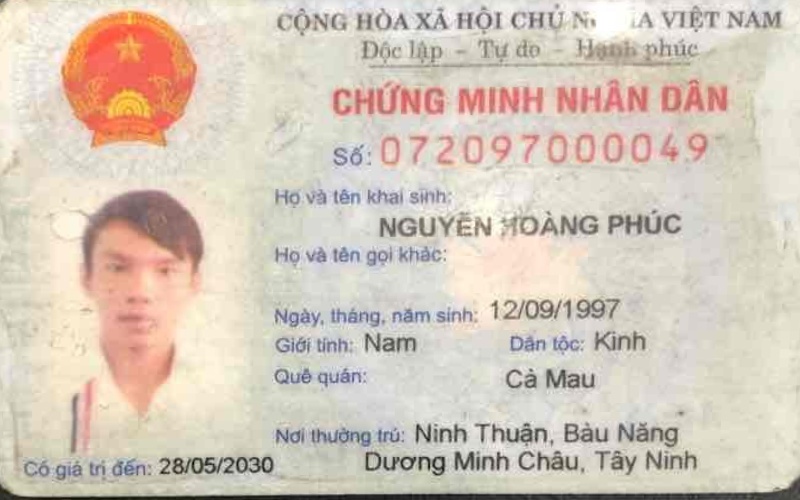 CỘNG HÒA XÃ HỘI CHỦ VIỆT NAM
Độc lập - Tự do - Hạnh phúc
CHỨNG MINH NHÂN DÂN
Số: 072097000049
Họ và tên khai sinh:
NGUYỄN HOÀNG PHÚC
Họ và tên gọi khác:
Ngày, tháng, năm sinh: 12/09/1997
Giới tính: Nam Dân tộc: Kinh
Quê quán: Cà Mau
Nơi thường trú: Ninh Thuận, Bàu Năng
Dương Minh Châu, Tây Ninh
Có giá trị đến: 28/05/2030